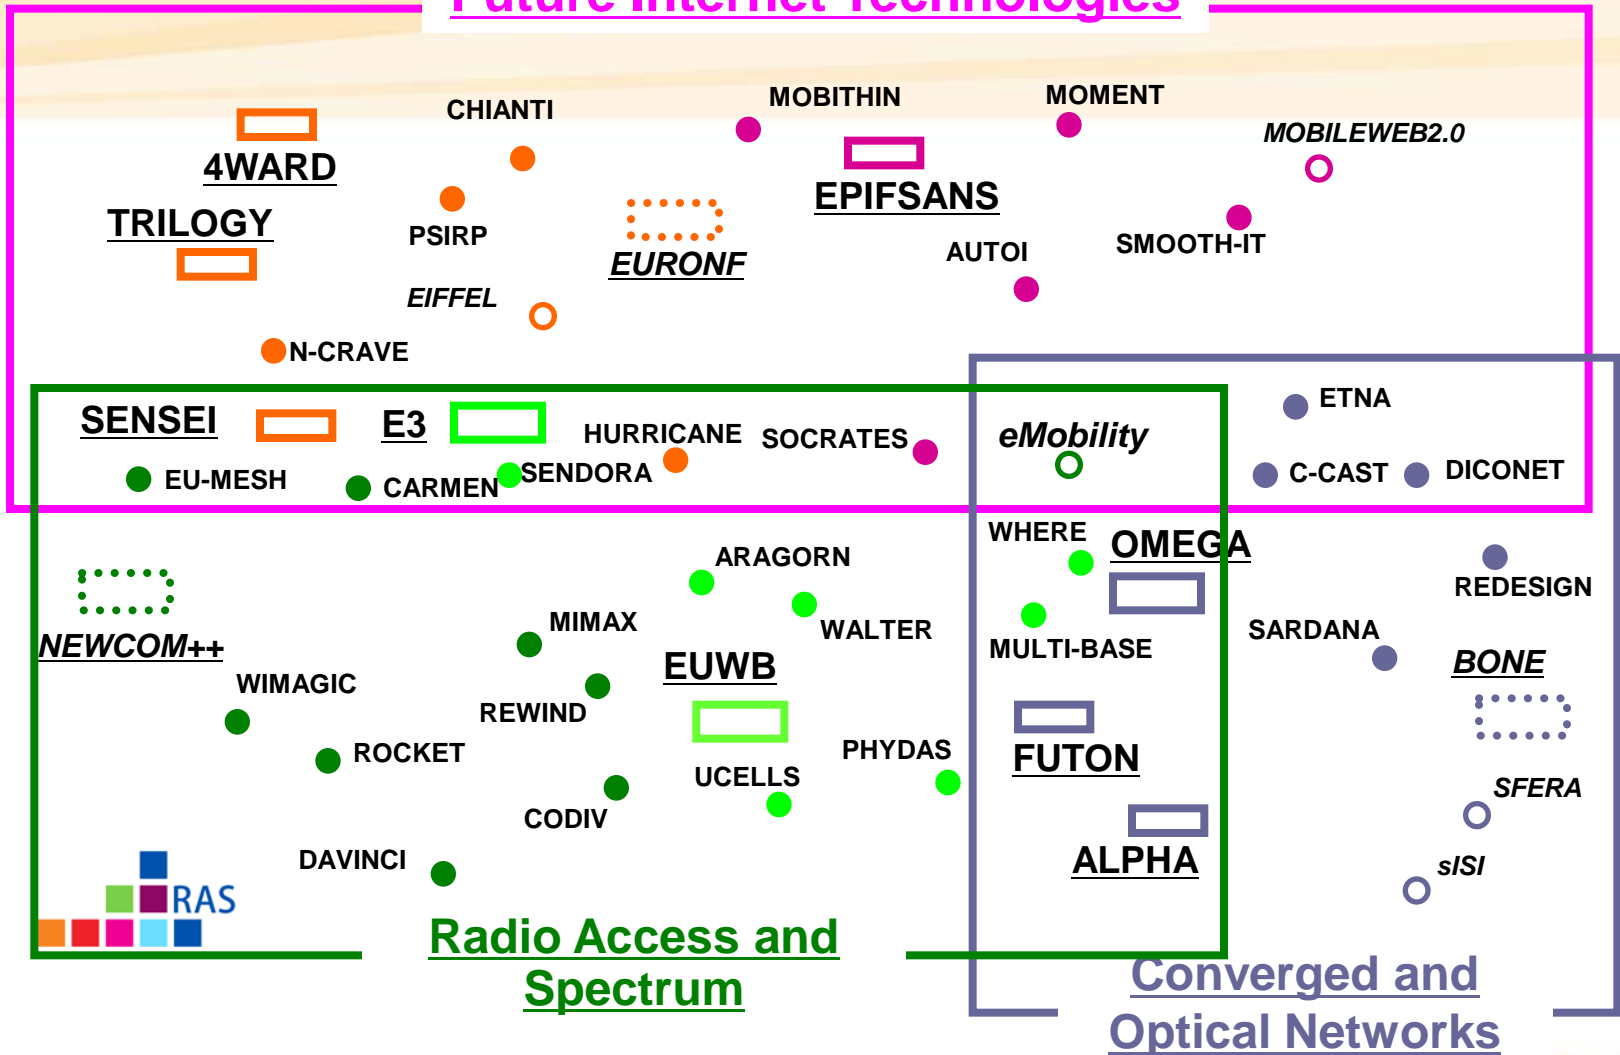 Future Internet Technologies
CHIANTI
MOBITHIN
MOMENT
MOBILEWEB2.0
4WARD
EPIFSANS
TRILOGY
PSIRP
EURONF
AUTOI
SMOOTH-IT
EIFFEL
N-CRAVE
SENSEI
E3
HURRICANE
SOCRATES
eMobility
ETNA
EU-MESH
CARMEN
SENDORA
C-CAST
DICONET
WHERE
OMEGA
ARAGORN
REDESIGN
NEWCOM++
MIMAX
WALTER
MULTI-BASE
SARDANA
BONE
WIMAGIC
REWIND
EUWB
ROCKET
UCELLS
PHYDAS
FUTON
SFERA
CODIV
DAVINCI
ALPHA
sISI
RAS
Radio Access and
Spectrum
Converged and
Optical Networks